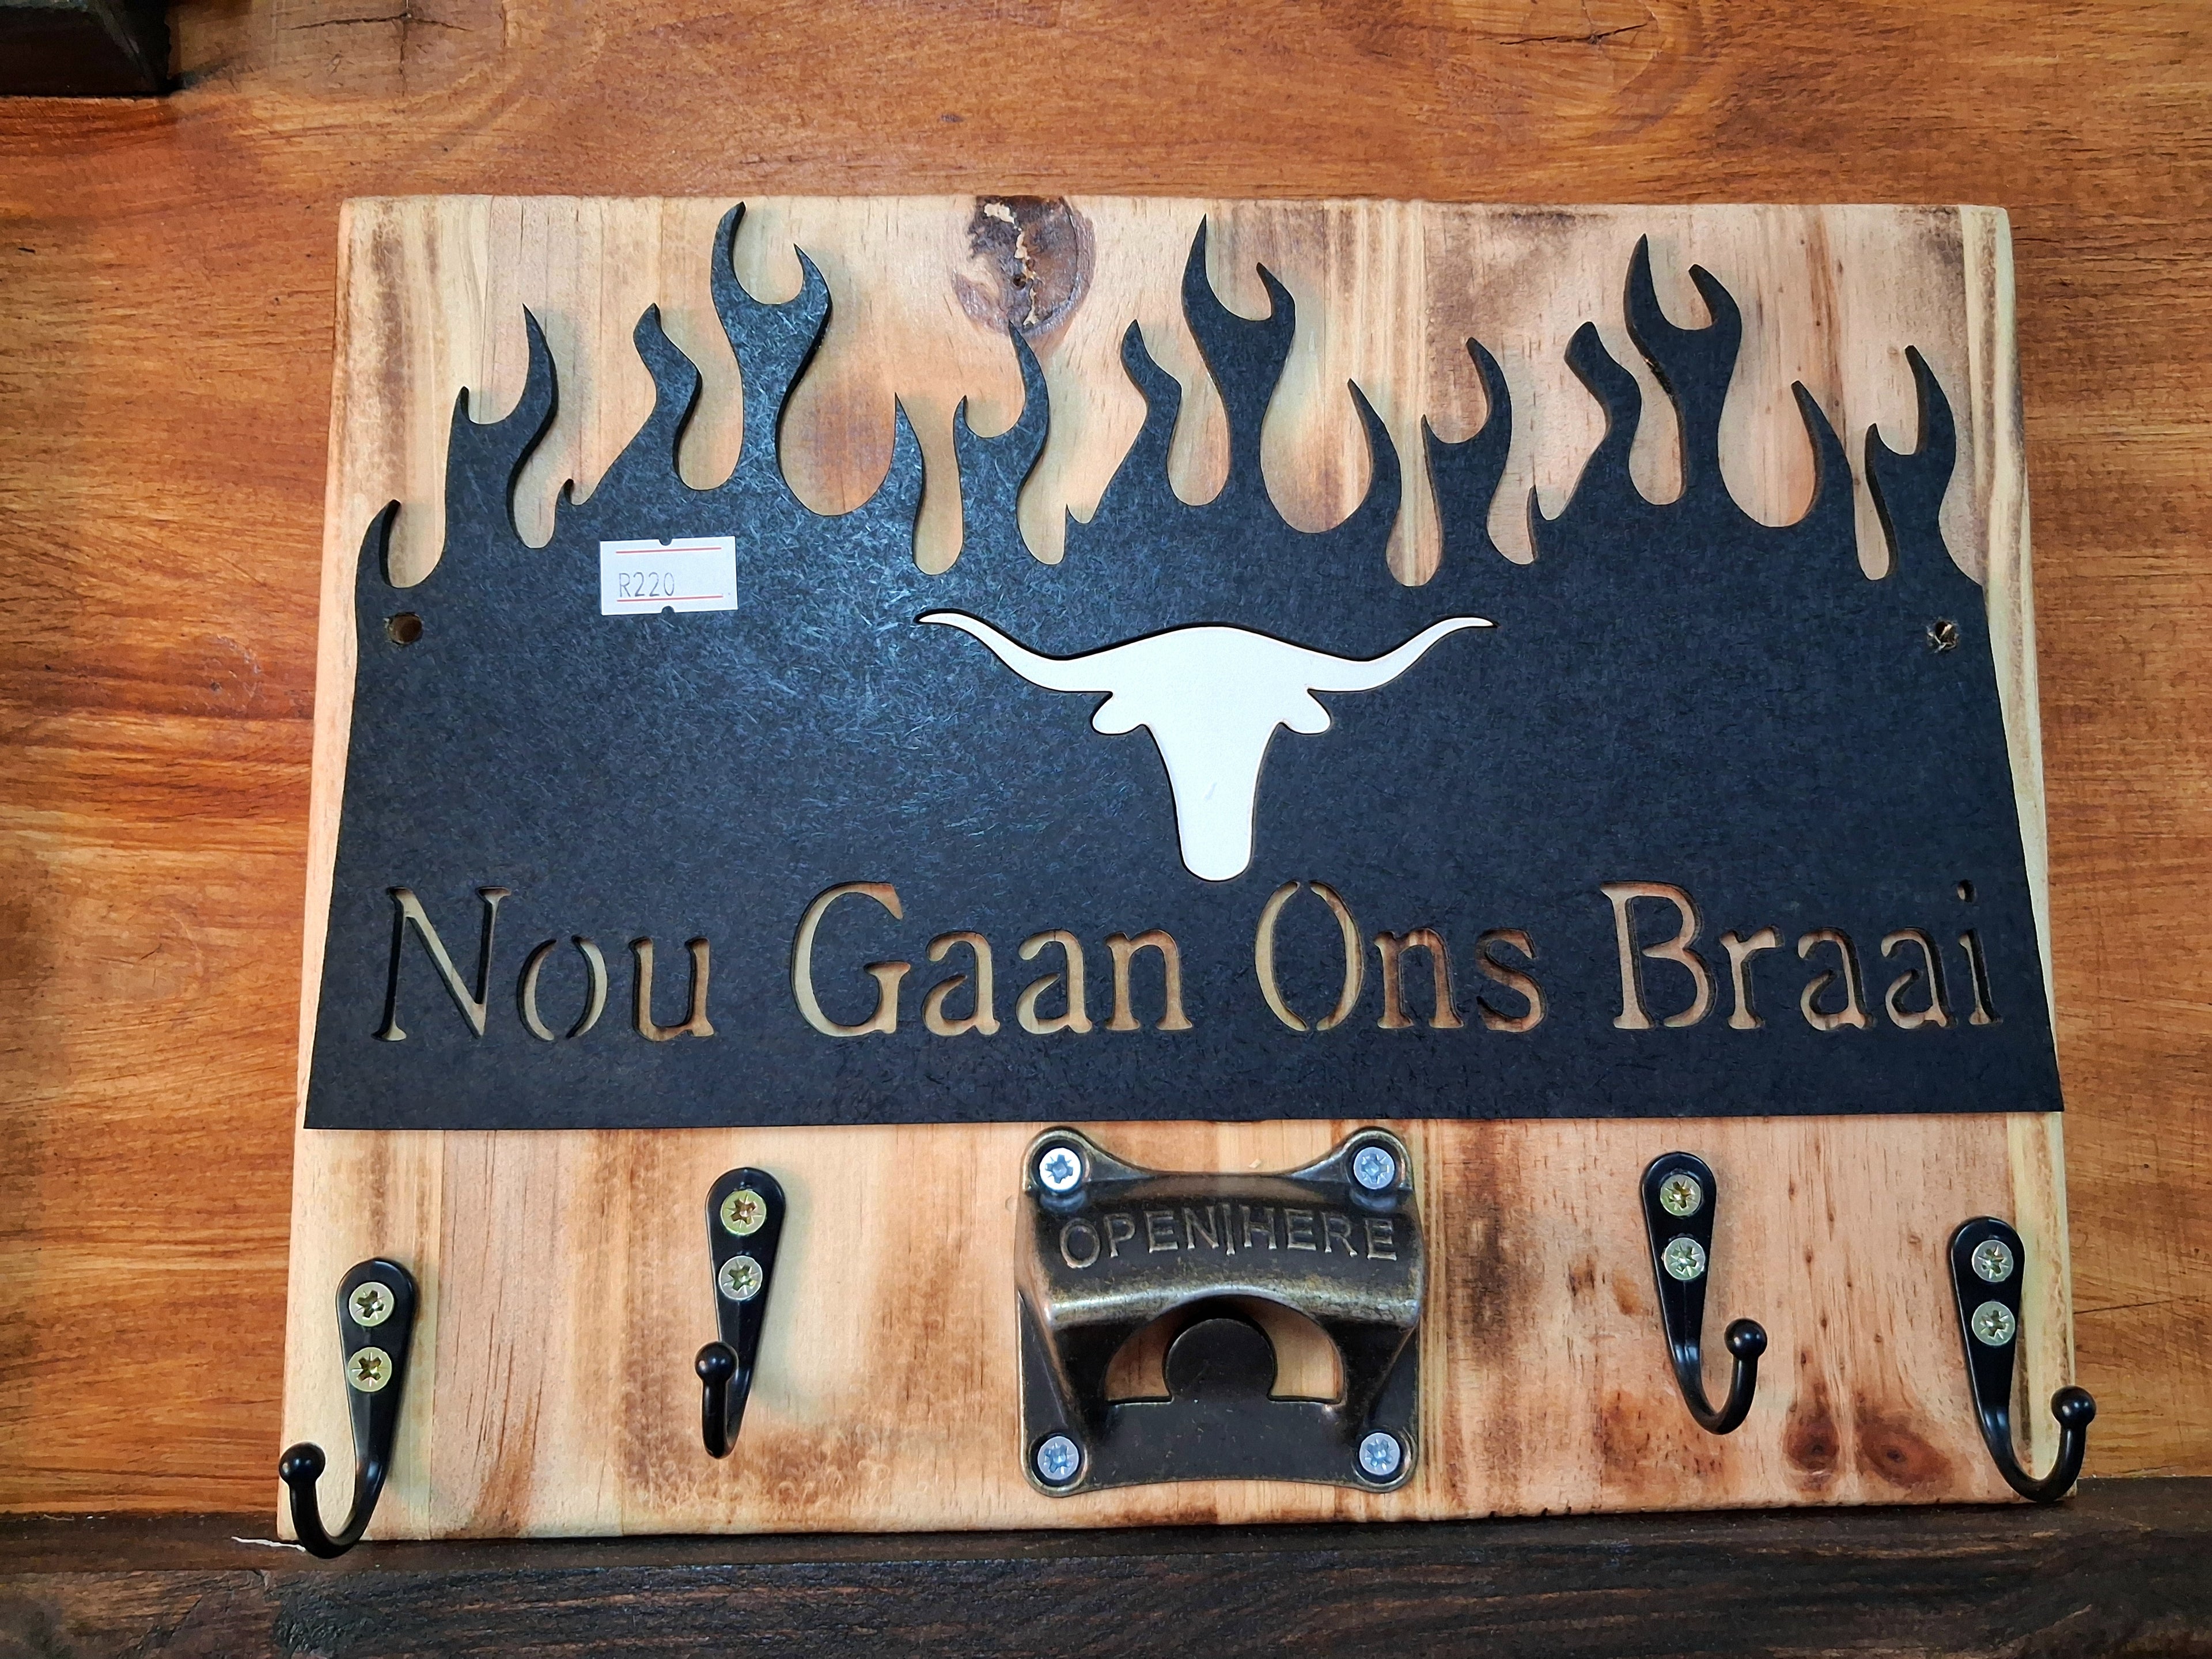 R220
Nou Gaan Ons Braai
OPEN HERE